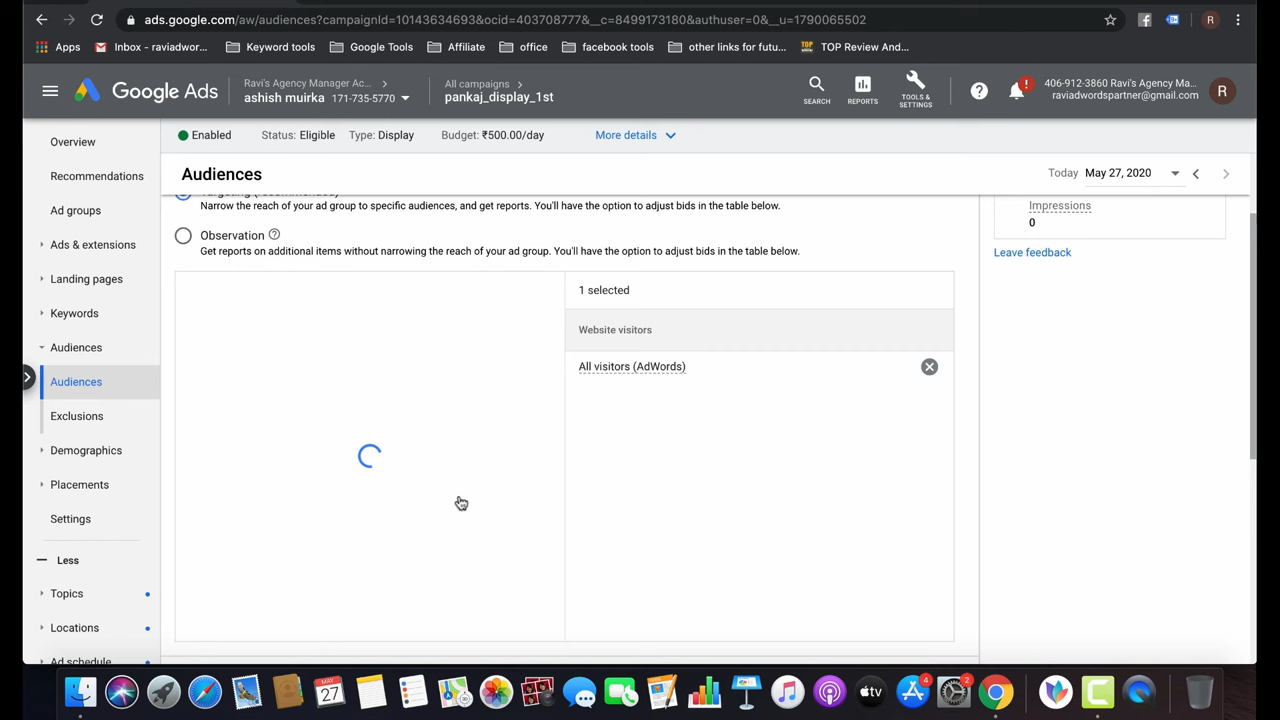 ads.google.com/aw/audiences?campaignId=10143634693&ocid=403708777&__c=8499173180&authuser=0&__u=1790065502
R
Apps
Inbox - raviadwor...
Keyword tools
Google Tools
Affiliate
office
facebook tools
other links for futu...
TOP Review And...
Google Ads
Ravi's Agency Manager Ac...
ashish muirka 171-735-5770
All campaigns
pankaj_display_1st
SEARCH
REPORTS
TOOLS &
SETTINGS
406-912-3860 Ravi's Agency Ma...
raviadwordspartner@gmail.com
R
Enabled
Status: Eligible
Type: Display
Budget: ₹500.00/day
More details
Audiences
Today
May 27, 2020
Overview
Recommendations
Ad groups
Ads & extensions
Landing pages
Keywords
Audiences
Audiences
Exclusions
Demographics
Placements
Settings
Less
Topics
Locations
Ad schedule
Targeting (recommended)
Narrow the reach of your ad group to specific audiences, and get reports. You'll have the option to adjust bids in the table below.
Observation
Get reports on additional items without narrowing the reach of your ad group. You'll have the option to adjust bids in the table below.
1 selected
Website visitors
All visitors (AdWords)
Impressions
0
Leave feedback
MAY
27
tv
4
2